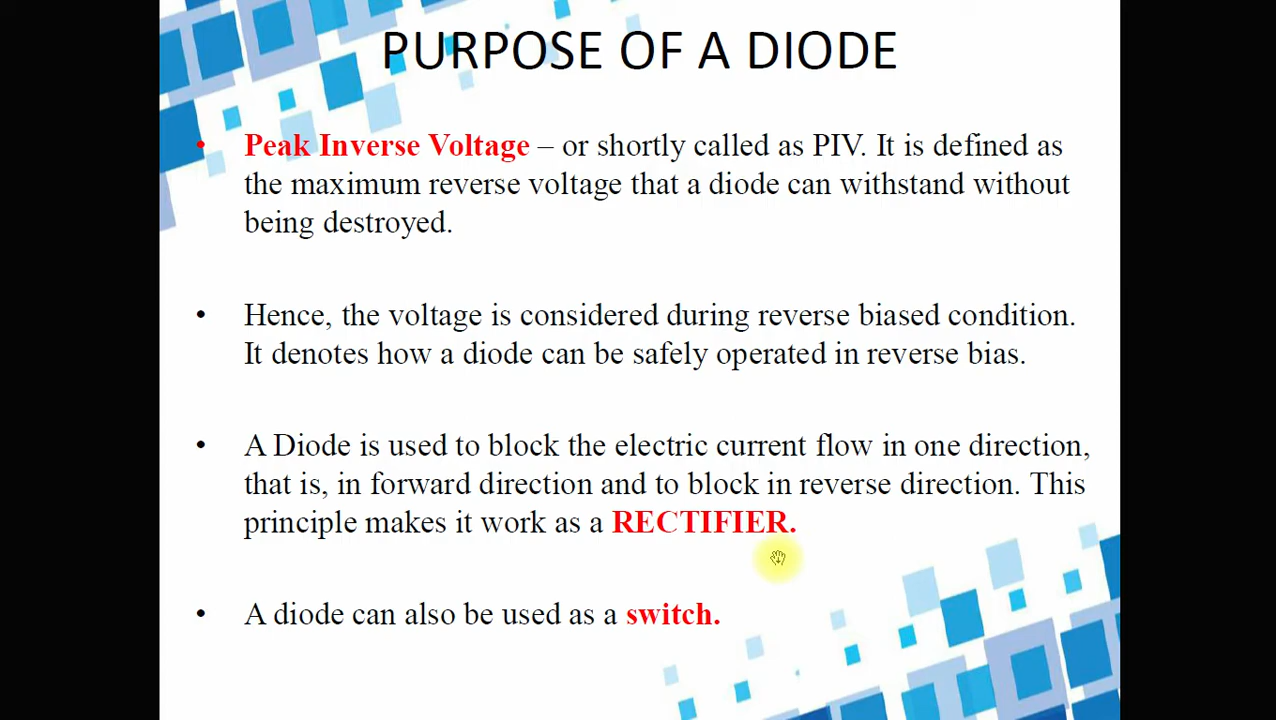 PURPOSE OF A DIODE
• Peak Inverse Voltage – or shortly called as PIV. It is defined as
the maximum reverse voltage that a diode can withstand without
being destroyed.
• Hence, the voltage is considered during reverse biased condition.
It denotes how a diode can be safely operated in reverse bias.
• A Diode is used to block the electric current flow in one direction,
that is, in forward direction and to block in reverse direction. This
principle makes it work as a RECTIFIER.
• A diode can also be used as a switch.